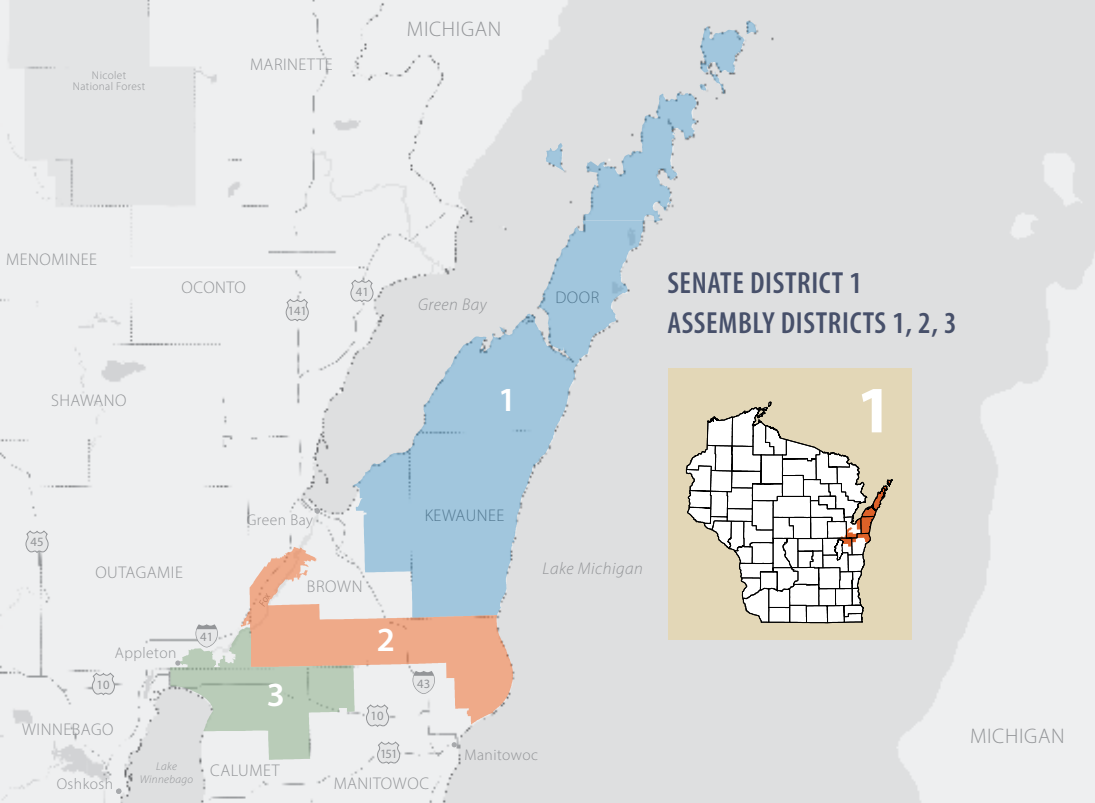 MICHIGAN
MARINETTE
Nicolet
National Forest
MENOMINEE
OCONTO
41
141
Green Bay
DOOR
SENATE DISTRICT 1
ASSEMBLY DISTRICTS 1, 2, 3
1
1
SHAWANO
KEWAUNEE
Green Bay
45
Lake Michigan
OUTAGAMIE
BROWN
Fox
41
2
Appleton
10
3
43
10
WINNEBAGO
MICHIGAN
151
Manitowoc
Lake
Winnebago
CALUMET
Oshkosh
MANITOWOC